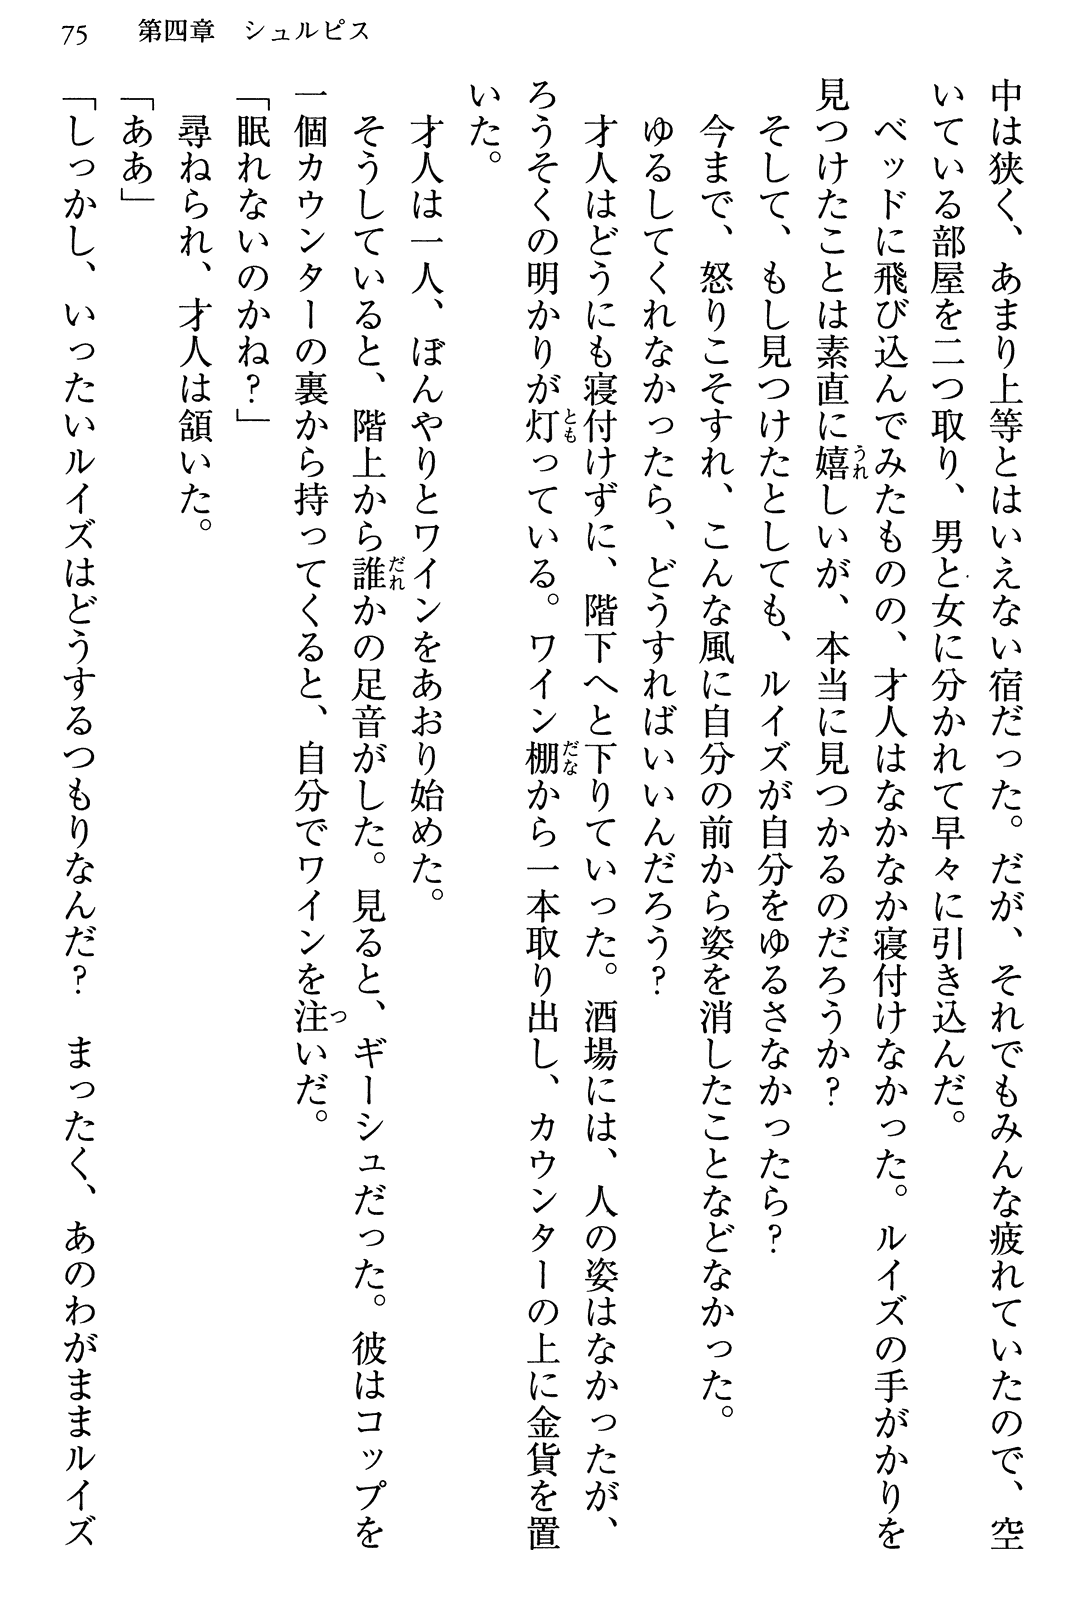 75　第四章　シュルピス
中は狭く、あまり上等とはいえない宿だった。だが、それでもみんな疲れていたので、空
いている部屋を二つ取り、男と女に分かれて早々に引き込んだ。
　ベッドに飛び込んでみたものの、才人はなかなか寝付けなかった。ルイズの手がかりを
見つけたことは素直に嬉しいが、本当に見つかるのだろうか？
　そして、もし見つけたとしても、ルイズが自分をゆるさなかったら？
　今まで、怒りこそすれ、こんな風に自分の前から姿を消したことなどなかった。
　ゆるしてくれなかったら、どうすればいいんだろう？
　才人はどうにも寝付けずに、階下へと下りていった。酒場には、人の姿はなかったが、
ろうそくの明かりが灯っている。ワイン棚から一本取り出し、カウンターの上に金貨を置
いた。
　才人は一人、ぼんやりとワインをあおり始めた。
　そうしていると、階上から誰かの足音がした。見ると、ギーシュだった。彼はコップを
一個カウンターの裏から持ってくると、自分でワインを注いだ。
「眠れないのかね？」
　尋ねられ、才人は頷いた。
「ああ」
「しっかし、いったいルイズはどうするつもりなんだ？　まったく、あのわがままルイズ